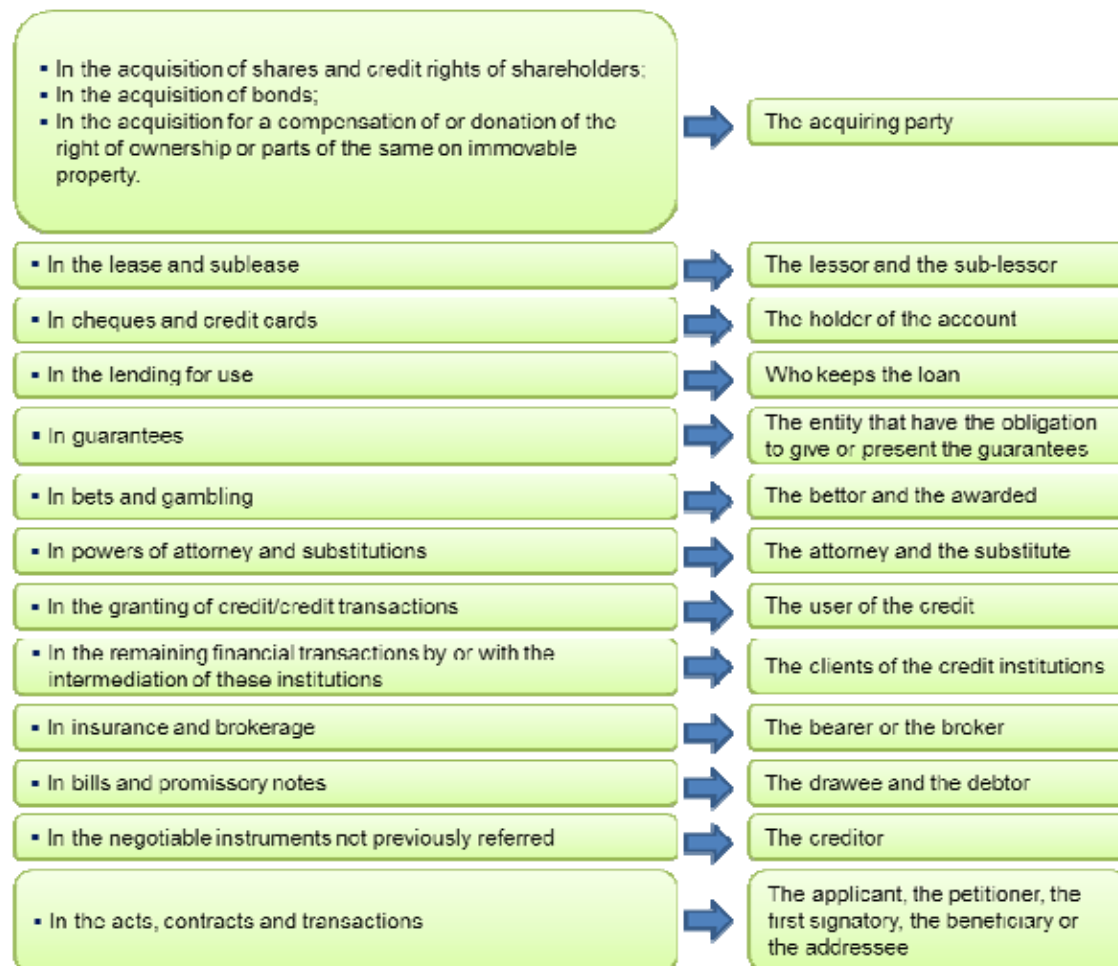 ▪ In the acquisition of shares and credit rights of shareholders;
▪ In the acquisition of bonds;
▪ In the acquisition for a compensation of or donation of the
right of ownership or parts of the same on immovable
property.
The acquiring party
▪ In the lease and sublease
The lessor and the sub-lessor
▪ In cheques and credit cards
The holder of the account
▪ In the lending for use
Who keeps the loan
▪ In guarantees
The entity that have the obligation
to give or present the guarantees
▪ In bets and gambling
The bettor and the awarded
▪ In powers of attorney and substitutions
The attorney and the substitute
▪ In the granting of credit/credit transactions
The user of the credit
▪ In the remaining financial transactions by or with the
intermediation of these institutions
The clients of the credit institutions
▪ In insurance and brokerage
The bearer or the broker
▪ In bills and promissory notes
The drawee and the debtor
▪ In the negotiable instruments not previously referred
The creditor
▪ In the acts, contracts and transactions
The applicant, the petitioner, the
first signatory, the beneficiary or
the addressee